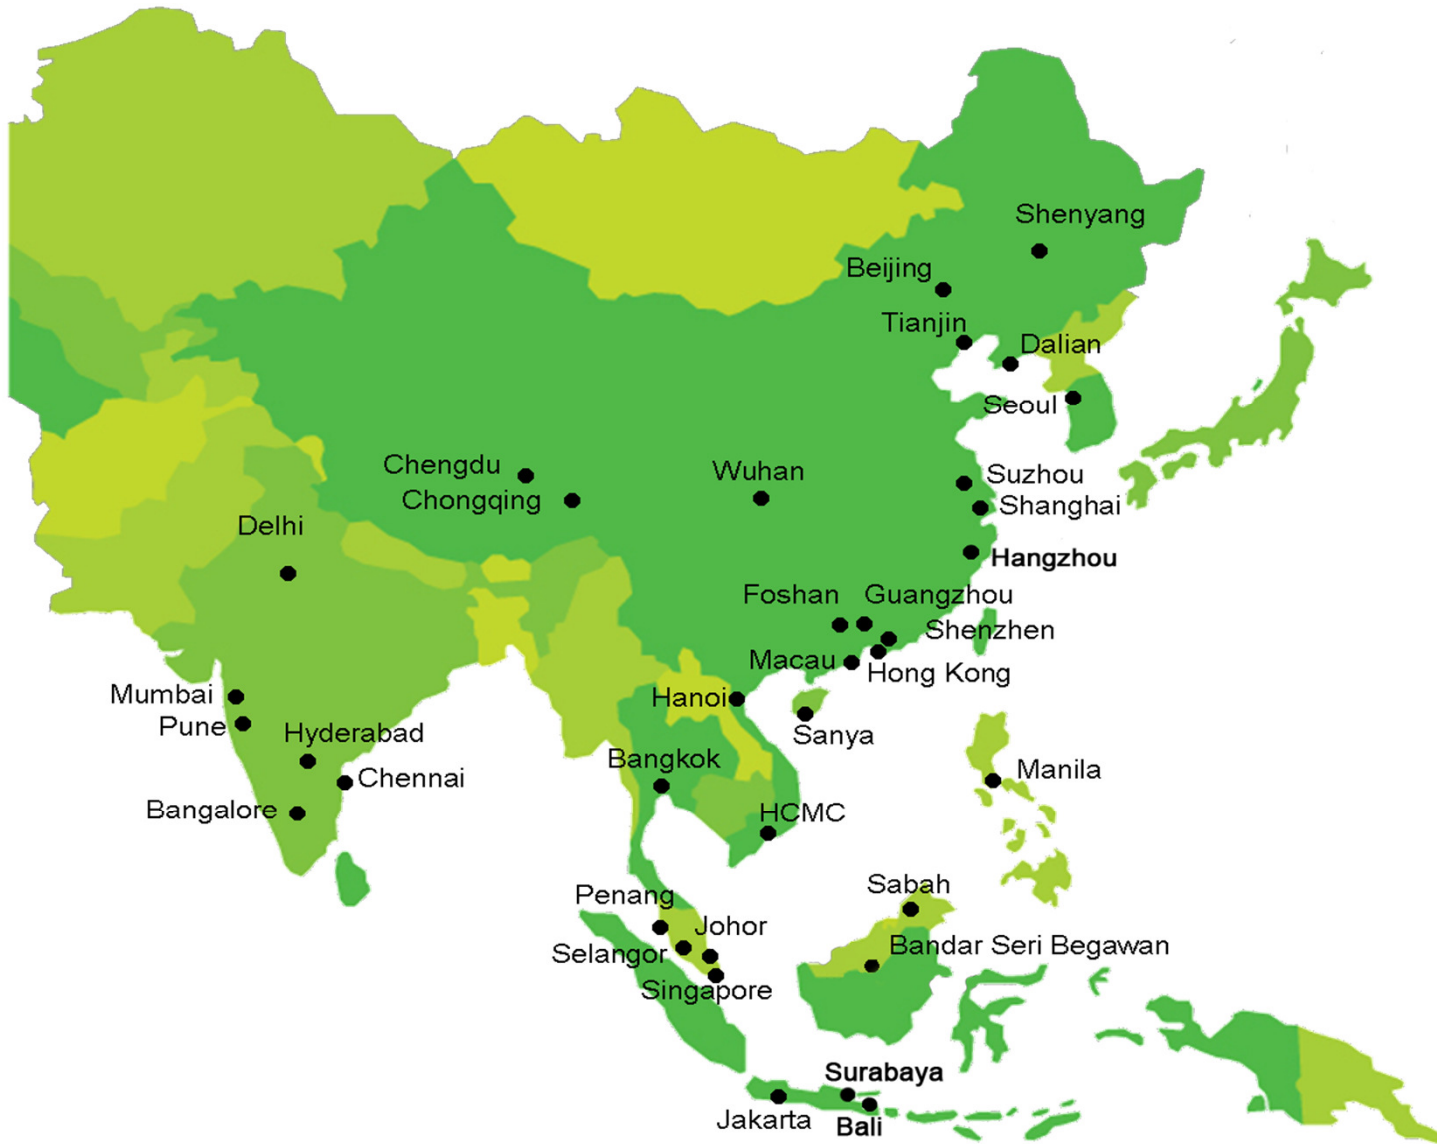 Shenyang
Beijing
Tianjin
Dalian
Seoul
Chengdu
Wuhan
Suzhou
Chongqing
Shanghai
Delhi
Hangzhou
Foshan
Guangzhou
Shenzhen
Macau
Hong Kong
Mumbai
Hanoi
Pune
Hyderabad
Sanya
Bangkok
Manila
Chennai
Bangalore
HCMC
Sabah
Penang
Johor
Bandar Seri Begawan
Selangor
Singapore
Surabaya
Jakarta
Bali